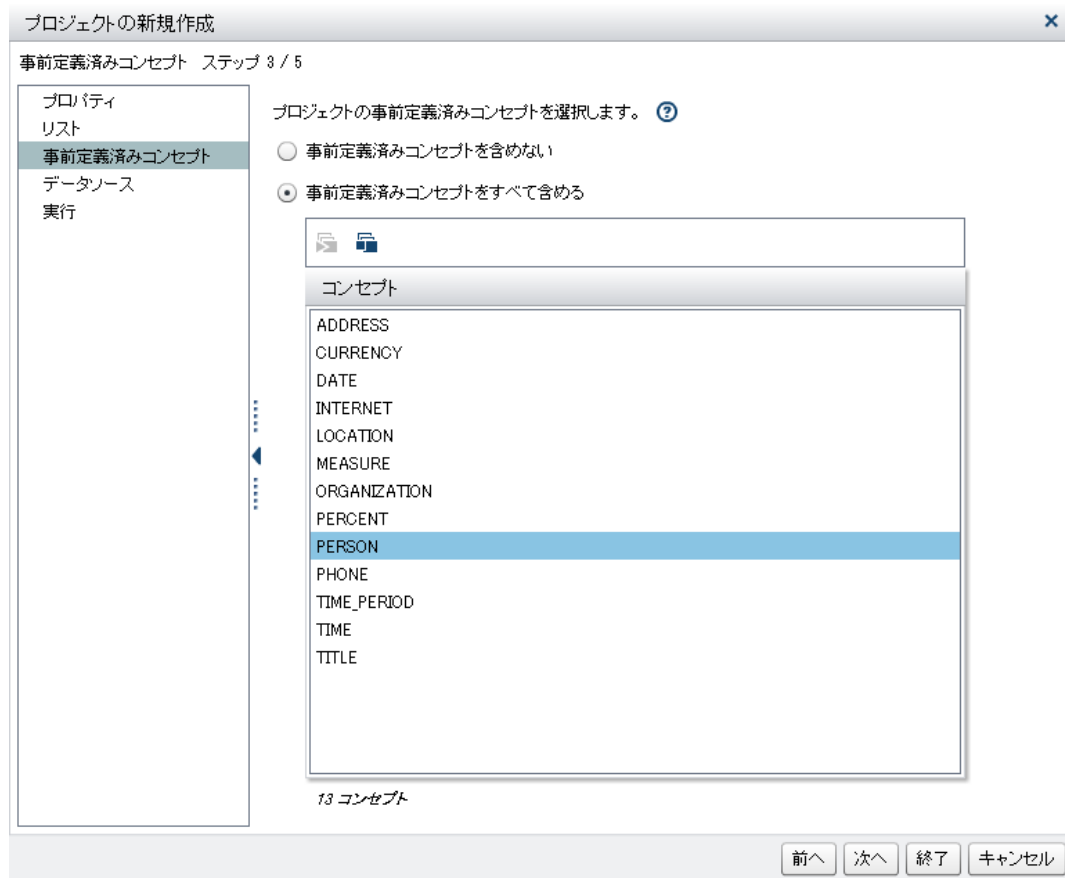 プロジェクトの新規作成
事前定義済みコンセプト ステップ 3 / 5
プロパティ
リスト
事前定義済みコンセプト
データソース
実行
プロジェクトの事前定義済みコンセプトを選択します。
事前定義済みコンセプトを含めない
事前定義済みコンセプトをすべて含める
コンセプト
ADDRESS
CURRENCY
DATE
INTERNET
LOCATION
MEASURE
ORGANIZATION
PERCENT
PERSON
PHONE
TIME_PERIOD
TIME
TITLE
13 コンセプト
前へ 次へ 終了 キャンセル